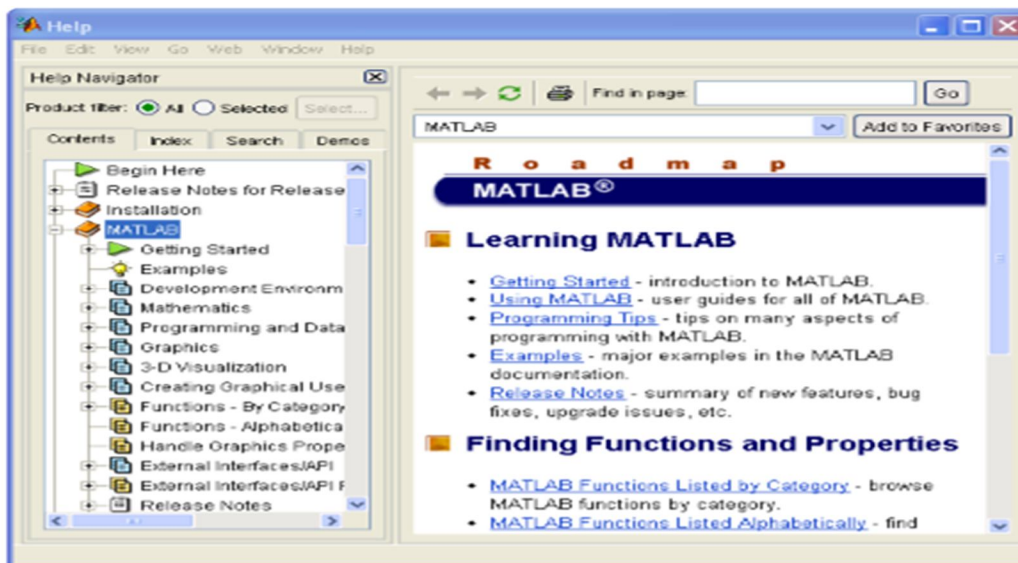 Help
File Edit View Go Web Window Help
Help Navigator
Product filter: All Selected Select...
Contents Index Search Demos
Begin Here
Release Notes for Release
Installation
MATLAB
Getting Started
Examples
Development Environm
Mathematics
Programming and Data
Graphics
3-D Visualization
Creating Graphical Use
Functions - By Category
Functions - Alphabetica
Handle Graphics Prope
External Interfaces/API
External Interfaces/API F
Release Notes
Find in page: Go
MATLAB Add to Favorites
Roadmap
MATLAB®
Learning MATLAB
• Getting Started - introduction to MATLAB.
• Using MATLAB - user guides for all of MATLAB.
• Programming Tips - tips on many aspects of
programming with MATLAB.
• Examples - major examples in the MATLAB
documentation.
• Release Notes - summary of new features, bug
fixes, upgrade issues, etc.
Finding Functions and Properties
• MATLAB Functions Listed by Category - browse
MATLAB functions by category.
• MATLAB Functions Listed Alphabetically - find